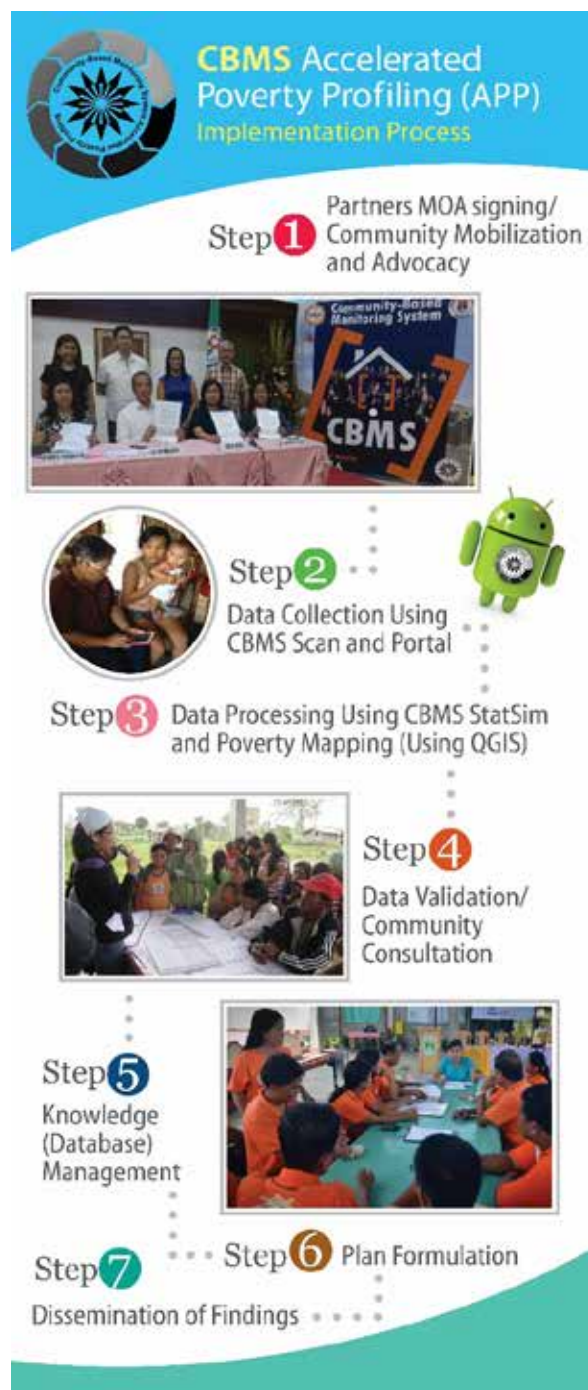 CBMS Accelerated
Poverty Profiling (APP)
Implementation Process
Step 1
Partners MOA signing/
Community Mobilization
and Advocacy
Community-Based
Monitoring System
CBMS
Step 2
Data Collection Using
CBMS Scan and Portal
Step 3
Data Processing Using CBMS StatSim
and Poverty Mapping (Using QGIS)
Step 4
Data Validation/
Community
Consultation
Step 5
Knowledge
(Database)
Management
Step 6 Plan Formulation
Step 7
Dissemination of Findings